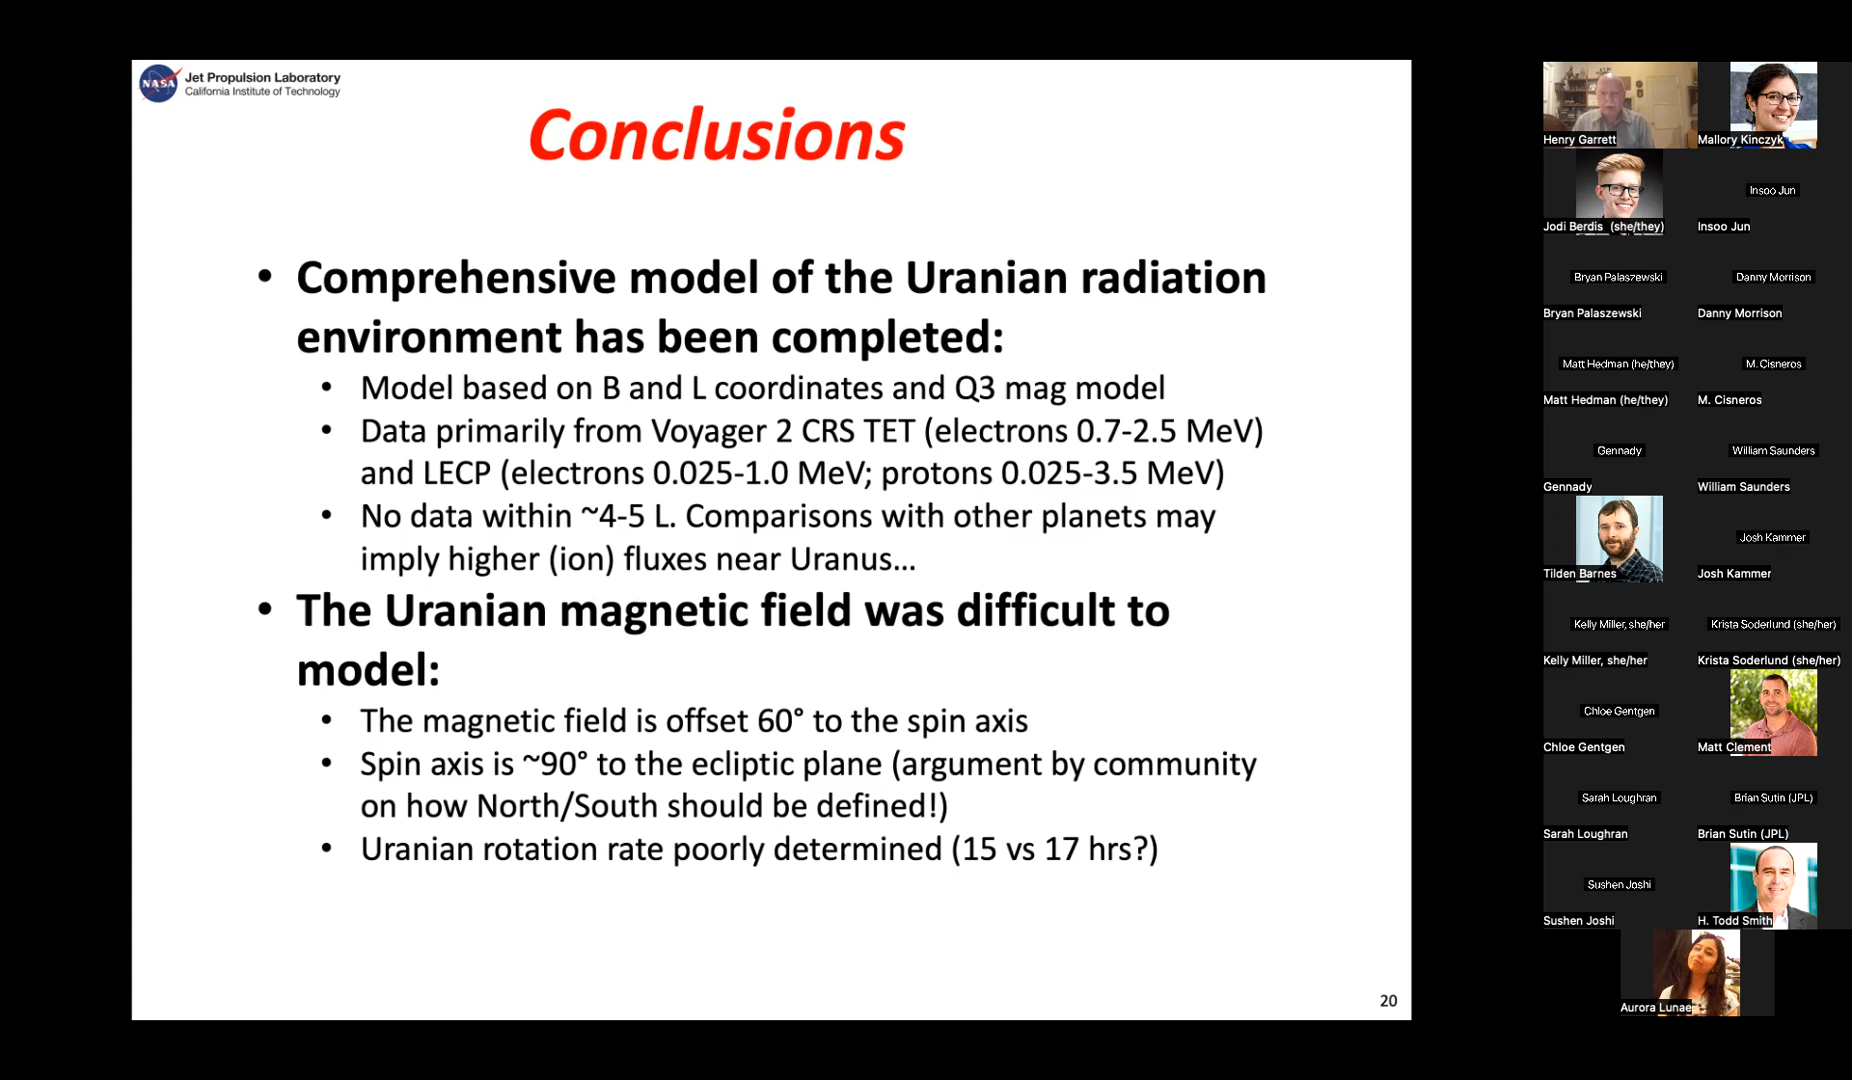 NASA
Jet Propulsion Laboratory
California Institute of Technology
Conclusions
• Comprehensive model of the Uranian radiation
environment has been completed:
• Model based on B and L coordinates and Q3 mag model
• Data primarily from Voyager 2 CRS TET (electrons 0.7-2.5 MeV)
and LECP (electrons 0.025-1.0 MeV; protons 0.025-3.5 MeV)
• No data within ~4-5 L. Comparisons with other planets may
imply higher (ion) fluxes near Uranus...
• The Uranian magnetic field was difficult to
model:
• The magnetic field is offset 60° to the spin axis
• Spin axis is ~90° to the ecliptic plane (argument by community
on how North/South should be defined!)
• Uranian rotation rate poorly determined (15 vs 17 hrs?)
20
Henry Garrett
Mallory Kinczyk
Jodi Berdis (she/they)
Insoo Jun
Insoo Jun
Bryan Palaszewski
Bryan Palaszewski
Danny Morrison
Danny Morrison
Matt Hedman (he/they)
Matt Hedman (he/they)
M. Cisneros
M. Cisneros
Gennady
Gennady
William Saunders
William Saunders
Tilden Barnes
Josh Kammer
Josh Kammer
Kelly Miller, she/her
Kelly Miller, she/her
Krista Soderlund (she/her)
Krista Soderlund (she/her)
Chloe Gentgen
Chloe Gentgen
Matt Clement
Sarah Loughran
Sarah Loughran
Brian Sutin (JPL)
Brian Sutin (JPL)
Sushen Joshi
Sushen Joshi
H. Todd Smith
Aurora Lunae